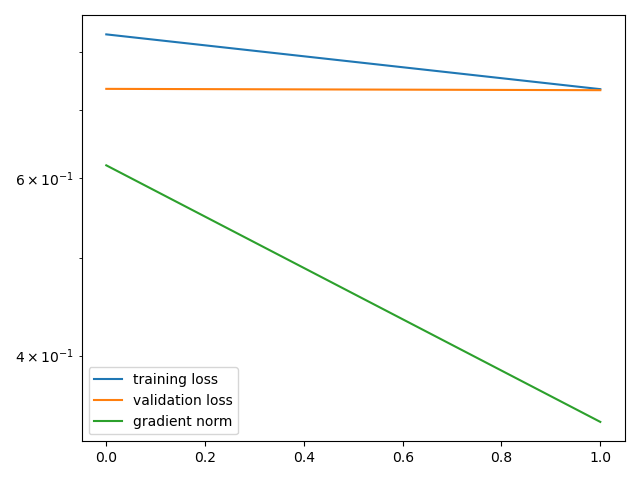 6 × 10⁻¹
4 × 10⁻¹
training loss
validation loss
gradient norm
0.0 0.2 0.4 0.6 0.8 1.0